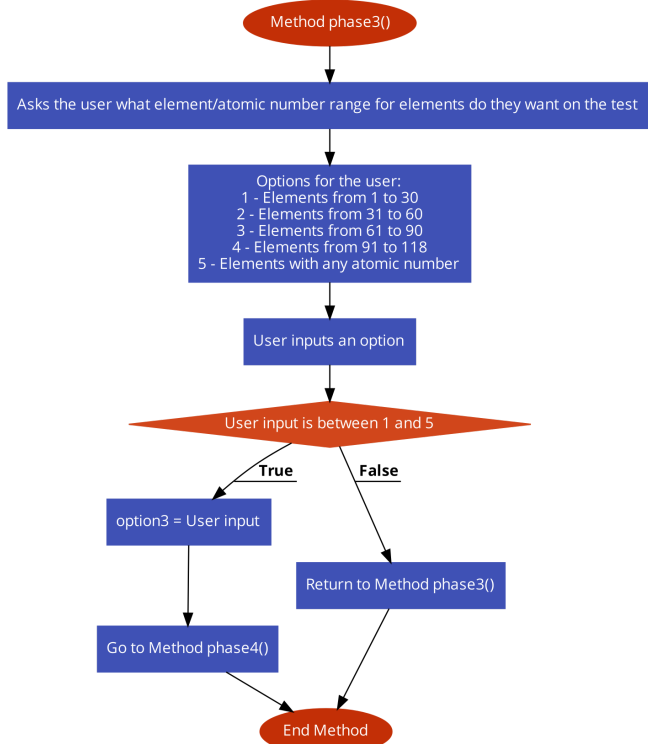 Method phase3()
Asks the user what element/atomic number range for elements do they want on the test
Options for the user:
1 - Elements from 1 to 30
2 - Elements from 31 to 60
3 - Elements from 61 to 90
4 - Elements from 91 to 118
5 - Elements with any atomic number
User inputs an option
User input is between 1 and 5
True
False
option3 = User input
Return to Method phase3()
Go to Method phase4()
End Method